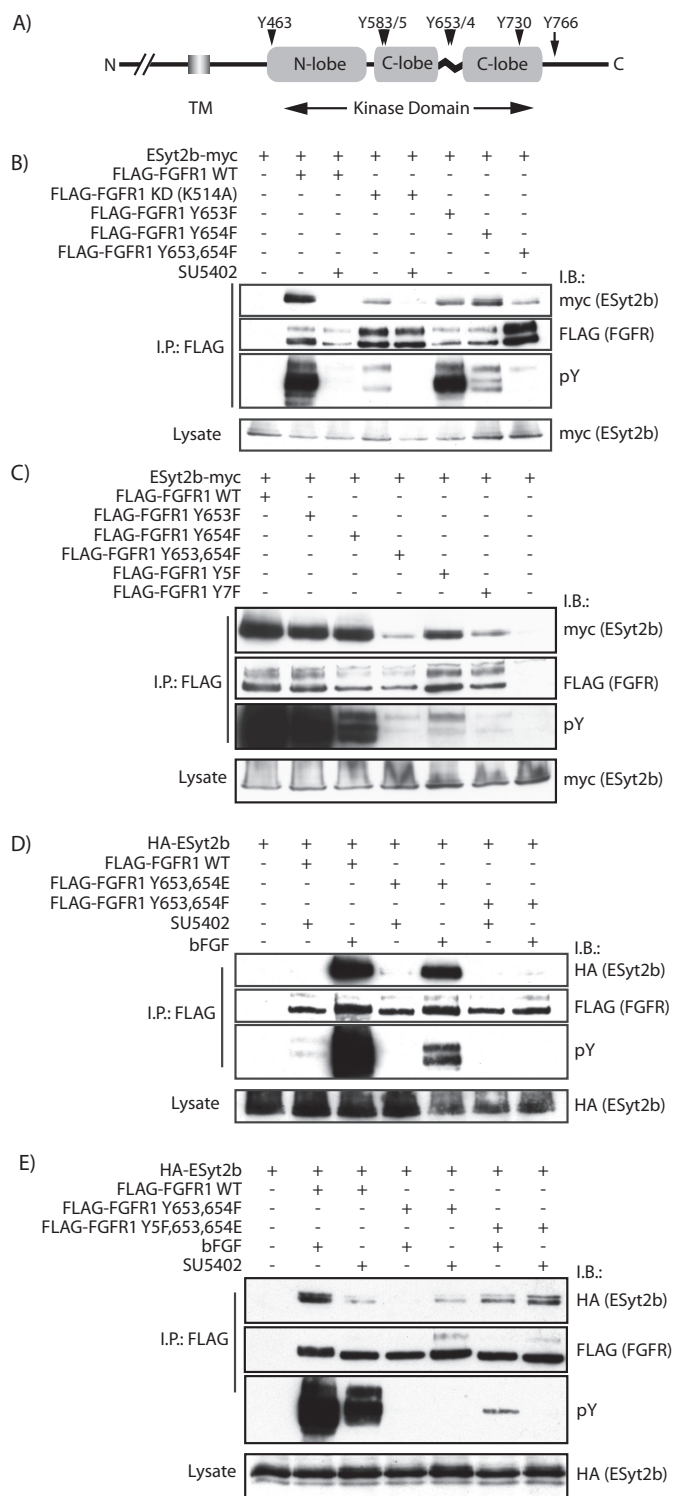 A)
Y463 Y583/5 Y653/4 Y730 Y766
N N-lobe C-lobe C-lobe C
TM Kinase Domain
B)
ESyt2b-myc + + + + + + + +
FLAG-FGFR1 WT - + + - - - - -
FLAG-FGFR1 KD (K514A) - - - + + - - -
FLAG-FGFR1 Y653F - - - - - + - -
FLAG-FGFR1 Y654F - - - - - - + -
FLAG-FGFR1 Y653,654F - - - - - - - +
SU5402 - - + - + - - -
I.B.:
myc (ESyt2b)
I.P.: FLAG FLAG (FGFR)
pY
Lysate myc (ESyt2b)
C)
ESyt2b-myc + + + + + + +
FLAG-FGFR1 WT + - - - - - -
FLAG-FGFR1 Y653F - + - - - - -
FLAG-FGFR1 Y654F - - + - - - -
FLAG-FGFR1 Y653,654F - - - + - - -
FLAG-FGFR1 Y5F - - - - + - -
FLAG-FGFR1 Y7F - - - - - + -
I.B.:
myc (ESyt2b)
I.P.: FLAG FLAG (FGFR)
pY
Lysate myc (ESyt2b)
D)
HA-ESyt2b + + + + + + +
FLAG-FGFR1 WT - + + - - - -
FLAG-FGFR1 Y653,654E - - - + + - -
FLAG-FGFR1 Y653,654F - - - - - + +
SU5402 - + - + - + -
bFGF - - + - + - +
I.B.:
HA (ESyt2b)
I.P.: FLAG FLAG (FGFR)
pY
Lysate HA (ESyt2b)
E)
HA-ESyt2b + + + + + + +
FLAG-FGFR1 WT - + + - - - -
FLAG-FGFR1 Y653,654F - - - + + - -
FLAG-FGFR1 Y5F,653,654E - - - - - + +
bFGF - + - + - + -
SU5402 - - + - + - +
I.B.:
HA (ESyt2b)
I.P.: FLAG
FLAG (FGFR)
pY
Lysate HA (ESyt2b)